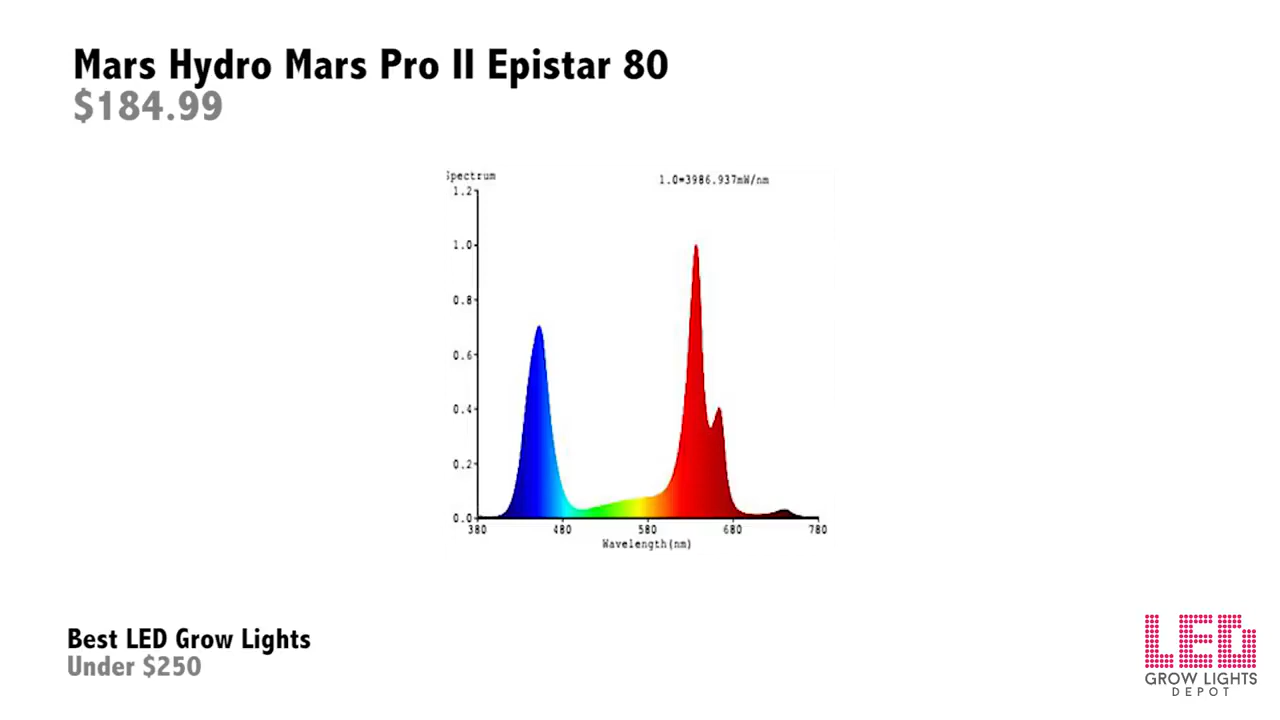 Mars Hydro Mars Pro II Epistar 80
$184.99
Spectrum
1.0*3986.937mW/nm
1.2
1.0
0.8
0.6
0.4
0.2
0.0
380 480 580 680 780
Wavelength(nm)
Best LED Grow Lights
Under $250
LED
GROW LIGHTS
DEPOT